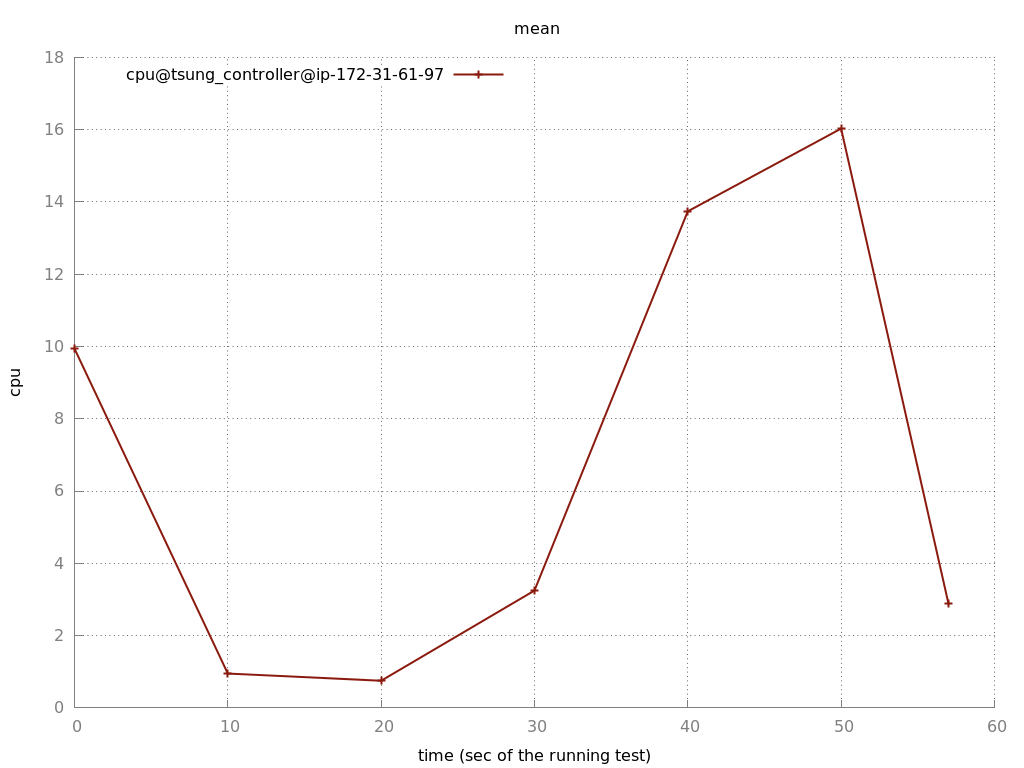 mean
18
cpu@tsung_controller@ip-172-31-61-97
16
14
12
10
8
6
4
2
0
cpu
0 10 20 30 40 50 60
time (sec of the running test)